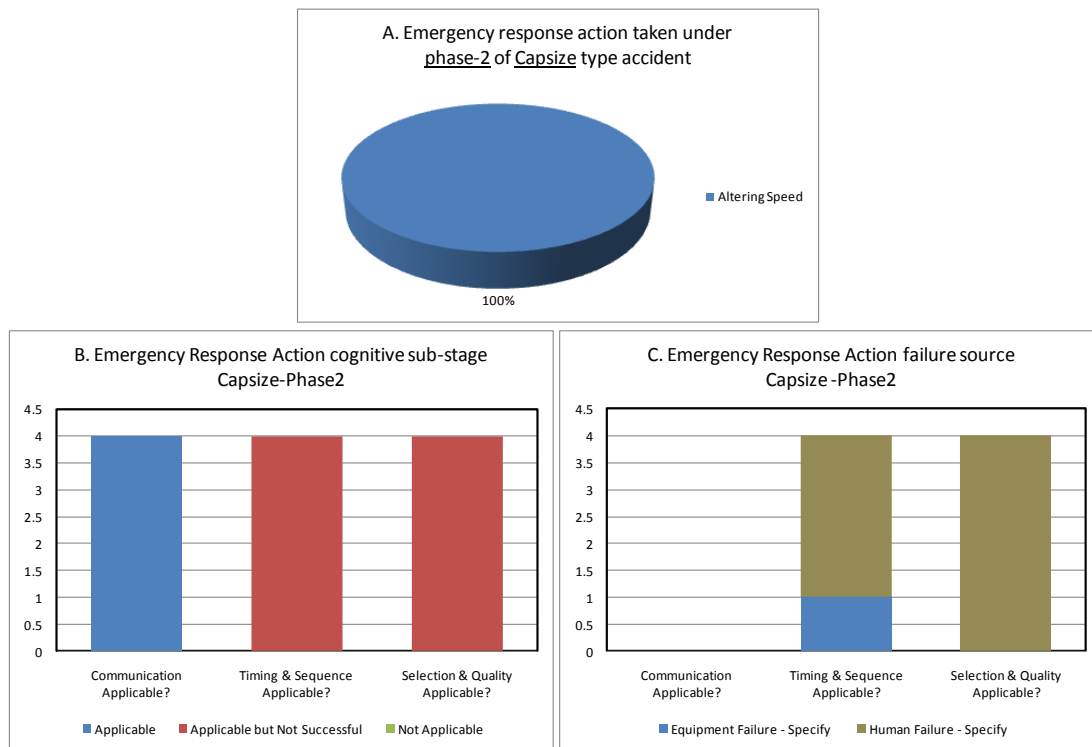 A. Emergency response action taken under
phase-2 of Capsize type accident
Altering Speed
100%
B. Emergency Response Action cognitive sub-stage
Capsize-Phase2
4.5
4
3.5
3
2.5
2
1.5
1
0.5
0
Communication Applicable?
Timing & Sequence Applicable?
Selection & Quality Applicable?
Applicable
Applicable but Not Successful
Not Applicable
C. Emergency Response Action failure source
Capsize -Phase2
4.5
4
3.5
3
2.5
2
1.5
1
0.5
0
Communication Applicable?
Timing & Sequence Applicable?
Selection & Quality Applicable?
Equipment Failure - Specify
Human Failure - Specify